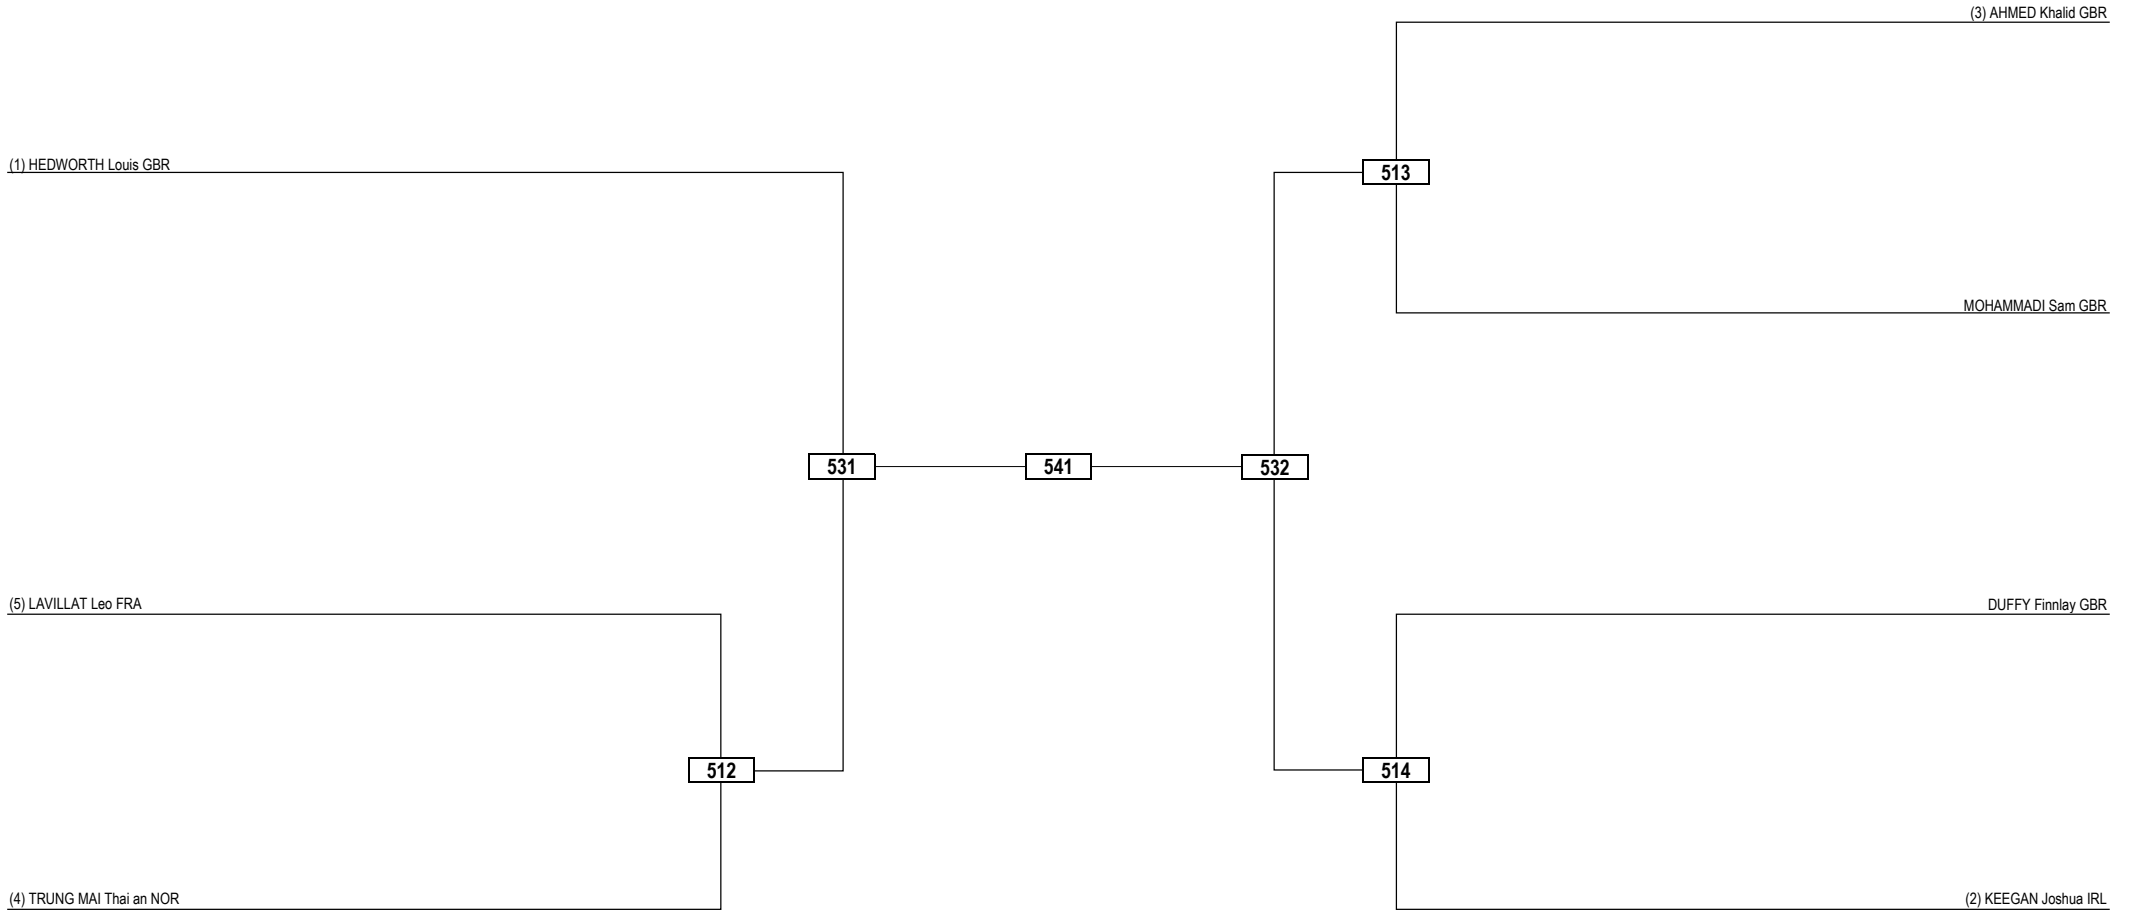 (3) AHMED Khalid GBR
(1) HEDWORTH Louis GBR
513
MOHAMMADI Sam GBR
531
541
532
(5) LAVILLAT Leo FRA
DUFFY Finnlay GBR
512
514
(4) TRUNG MAI Thai an NOR
(2) KEEGAN Joshua IRL